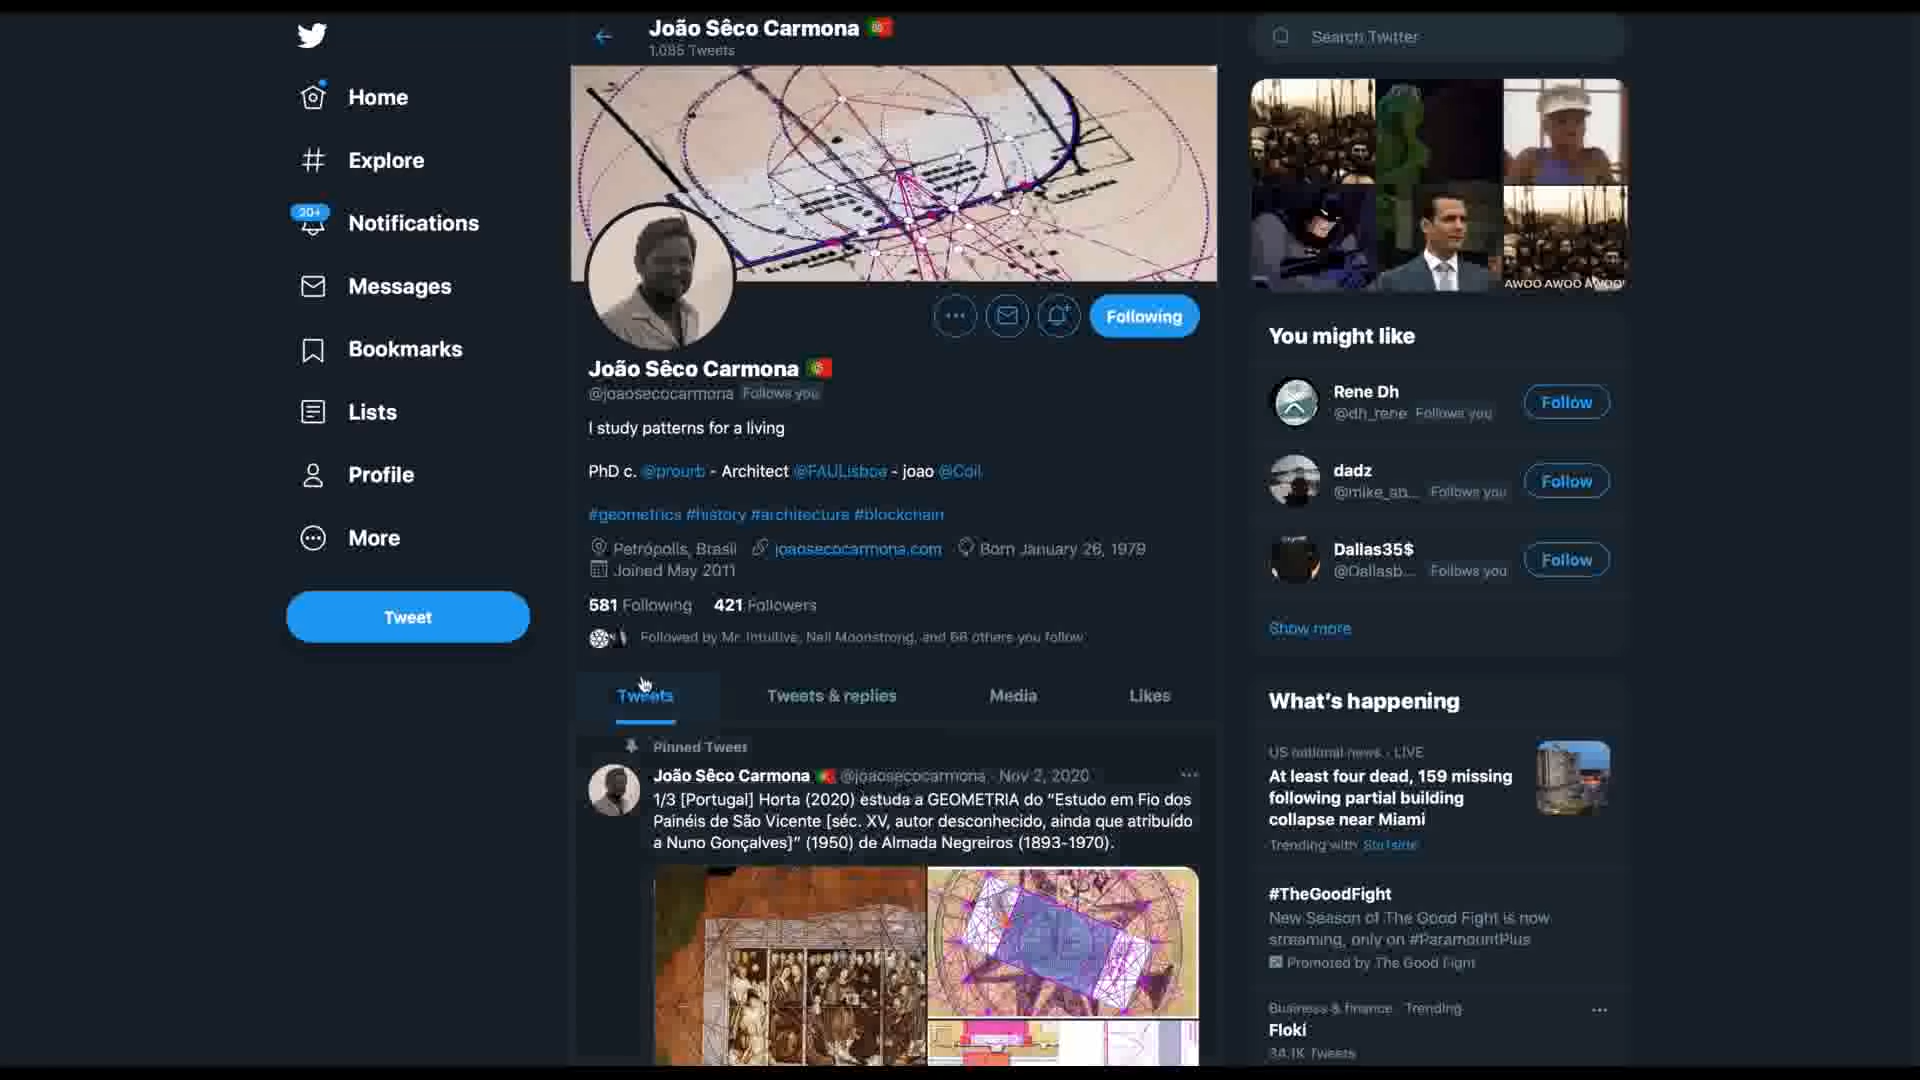 João Sêco Carmona
1,085 Tweets
Search Twitter
Home
Explore
20+
Notifications
Messages
Bookmarks
Lists
Profile
More
Tweet
AWOO AWOO AWOO!
Following
João Sêco Carmona
@joaosecocarmona Follows you
I study patterns for a living
PhD c. @prourb - Architect @FAULisboa - joao @Coil
#geometrics #history #architecture #blockchain
Petrópolis, Brasil joaosecocarmona.com Born January 26, 1979
Joined May 2011
581 Following 421 Followers
Followed by Mr. Intuitive, Neil Moonstrong, and 66 others you follow
Tweets Tweets & replies Media Likes
Pinned Tweet
João Sêco Carmona @joaosecocarmona · Nov 2, 2020
1/3 [Portugal] Horta (2020) estuda a GEOMETRIA do “Estudo em Fio dos
Painéis de São Vicente [séc. XV, autor desconhecido, ainda que atribuído
a Nuno Gonçalves]” (1950) de Almada Negreiros (1893-1970).
You might like
Rene Dh
@dh_rene Follows you
Follow
dadz
@mike_ab... Follows you
Follow
Dallas35$
@Dallasb... Follows you
Follow
Show more
What’s happening
US national news · LIVE
At least four dead, 159 missing
following partial building
collapse near Miami
Trending with Surfside
#TheGoodFight
New Season of The Good Fight is now
streaming, only on #ParamountPlus
Promoted by The Good Fight
Business & finance · Trending
Floki
34.1K Tweets